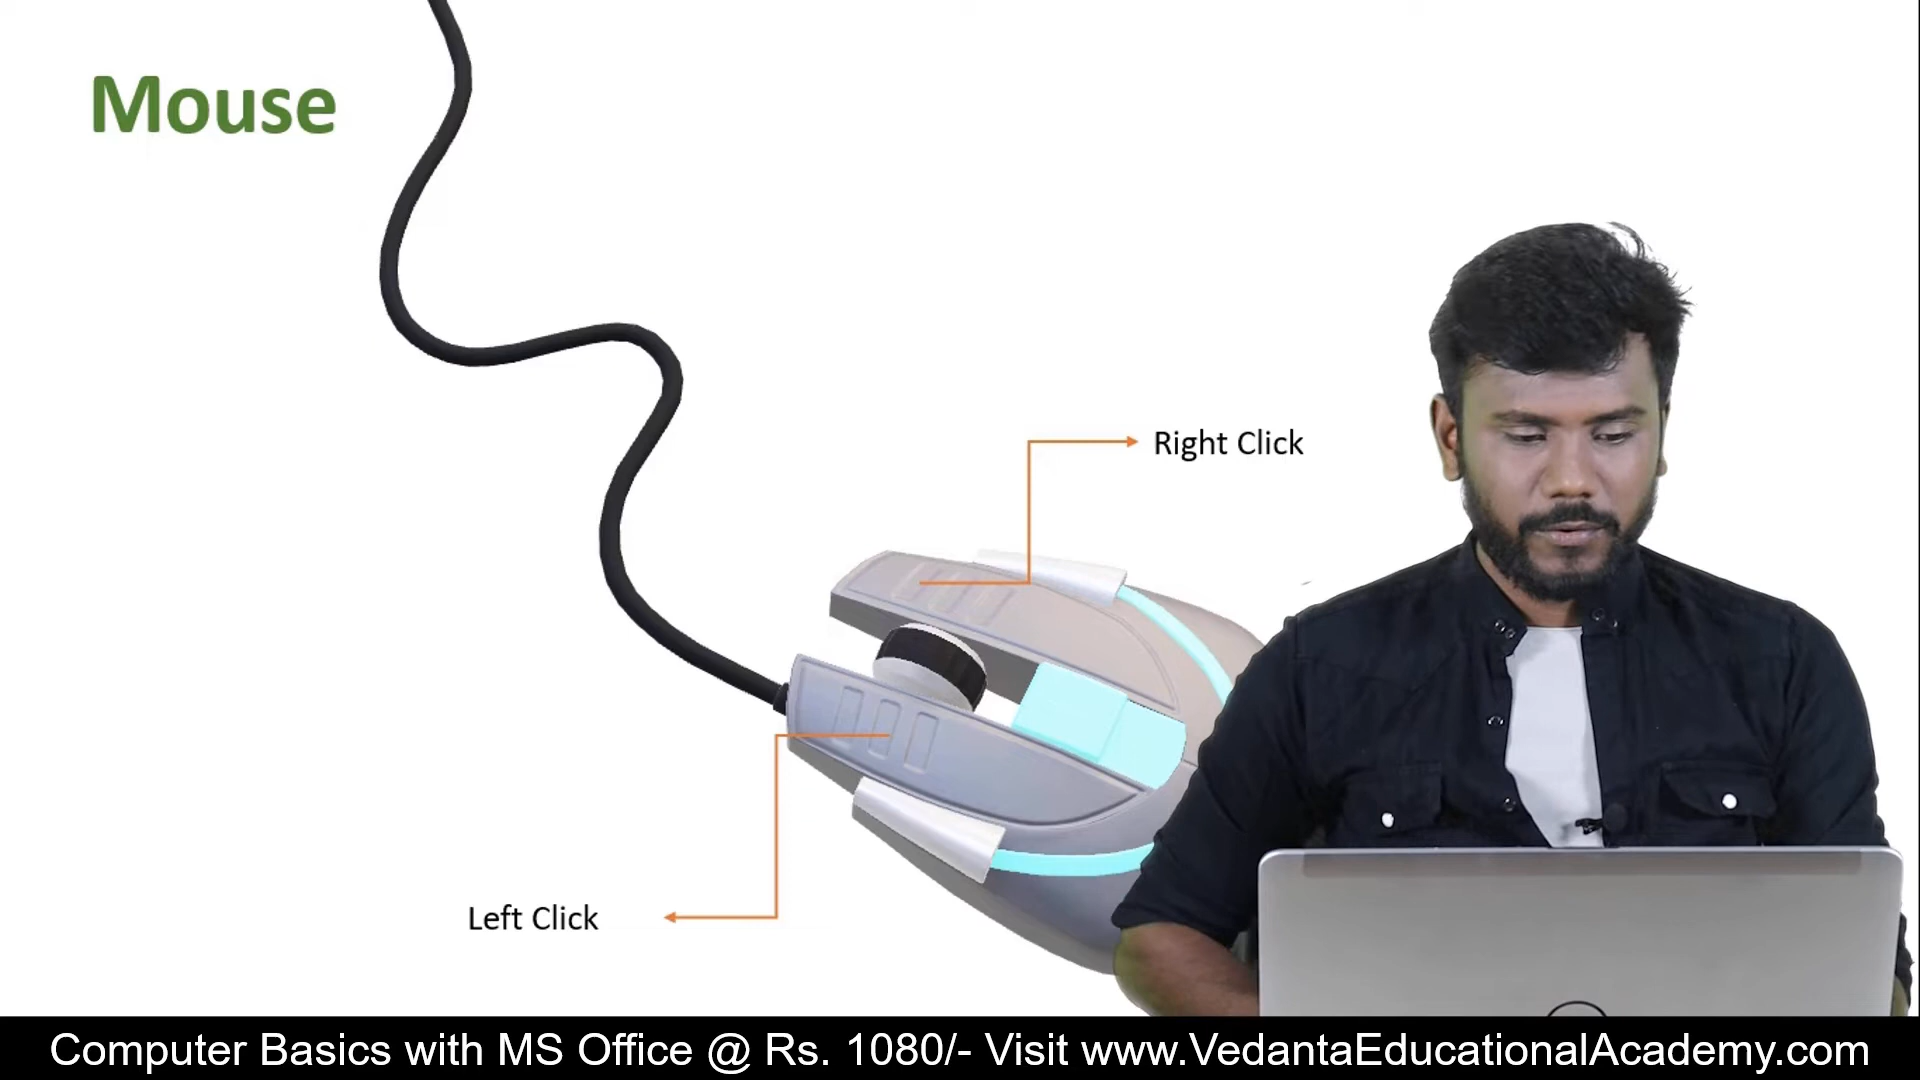 Mouse
Right Click
Left Click
Computer Basics with MS Office @ Rs. 1080/- Visit www.VedantaEducationalAcademy.com